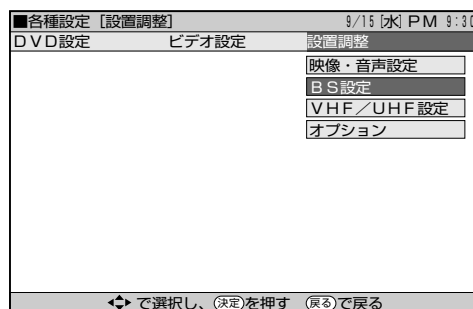 ■各種設定［設置調整］ 9/15[水]PM 9:30
DVD設定 ビデオ設定 設置調整
映像・音声設定
BS設定
VHF／UHF設定
オプション
で選択し、決定を押す 戻るで戻る